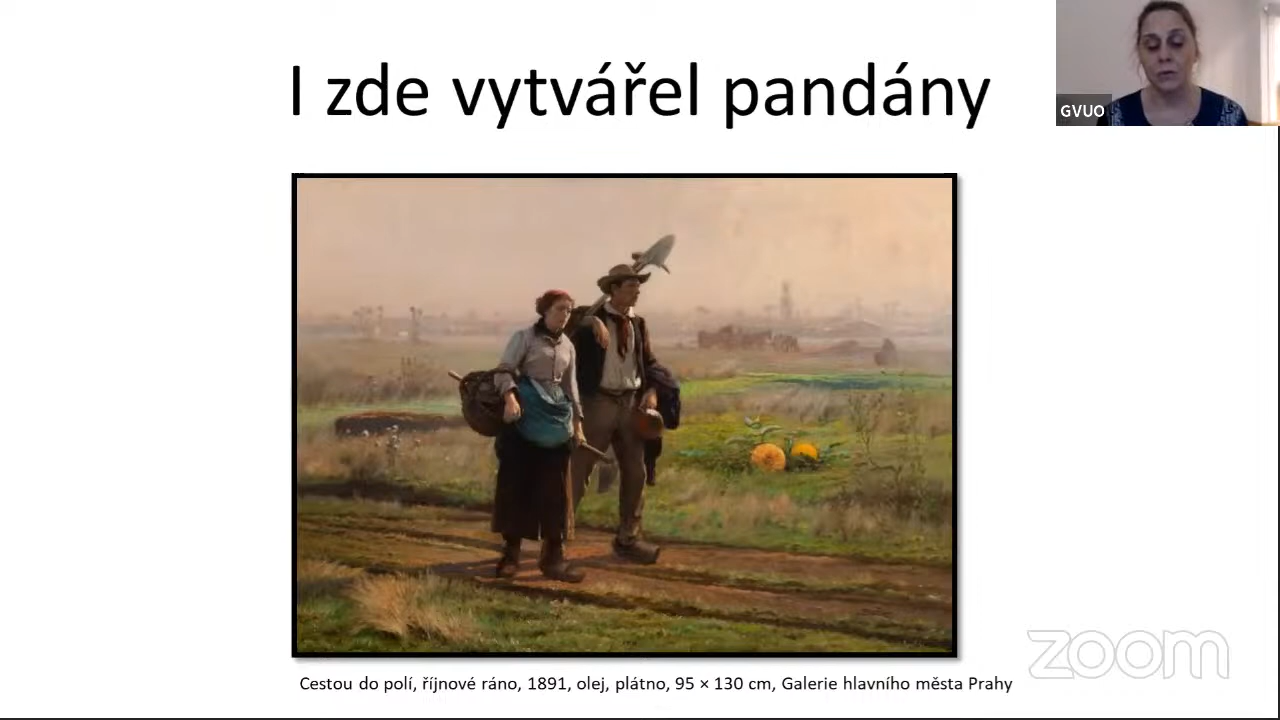 I zde vytvářel pandány
GVUO
Cestou do polí, říjnové ráno, 1891, olej, plátno, 95 × 130 cm, Galerie hlavního města Prahy
zoom